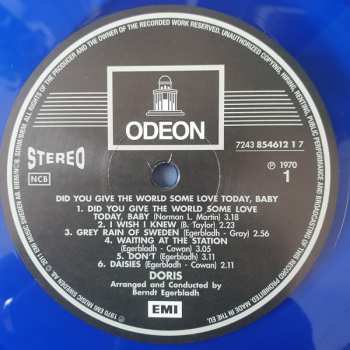 ALL RIGHTS OF THE PRODUCER AND OF THE OWNER OF THE RECORDED WORK RESERVED. UNAUTHORIZED COPYING, HIRING, RENTING, PUBLIC PERFORMANCE AND BROADCASTING OF THIS RECORD PROHIBITED. MADE IN THE EU.
ODEON
7243 854612 1 7
STEREO
NCB
Ⓟ 1970
1
DID YOU GIVE THE WORLD SOME LOVE TODAY, BABY
1. DID YOU GIVE THE WORLD SOME LOVE
TODAY, BABY (Norman L. Martin) 3.18
2. I WISH I KNEW (B. Taylor) 2.23
3. GREY RAIN OF SWEDEN (Egerbladh - Gray) 2.56
4. WAITING AT THE STATION
(Egerbladh - Cowan) 3.05
5. DON'T (Egerbladh) 2.11
6. DAISIES (Egerbladh - Cowan) 2.11
DORIS
Arranged and Conducted by
Berndt Egerbladh
EMI